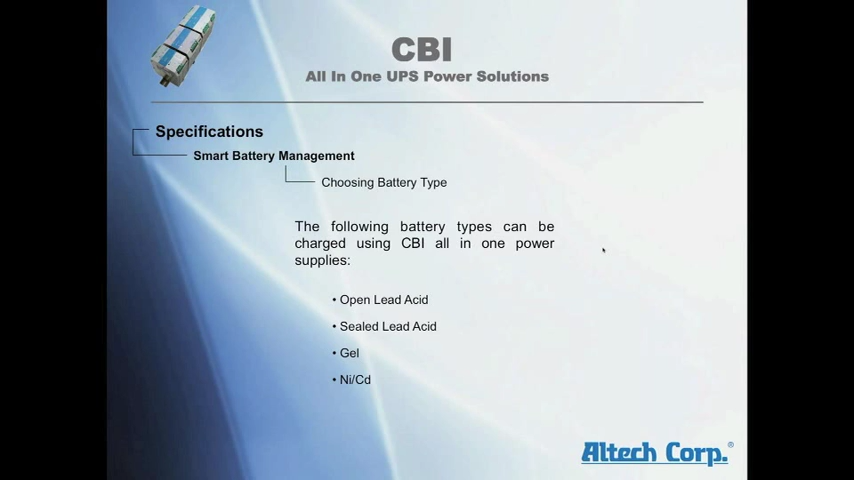 CBI
All In One UPS Power Solutions
Specifications
Smart Battery Management
Choosing Battery Type
The following battery types can be
charged using CBI all in one power
supplies:
• Open Lead Acid
• Sealed Lead Acid
• Gel
• Ni/Cd
Altech Corp.®